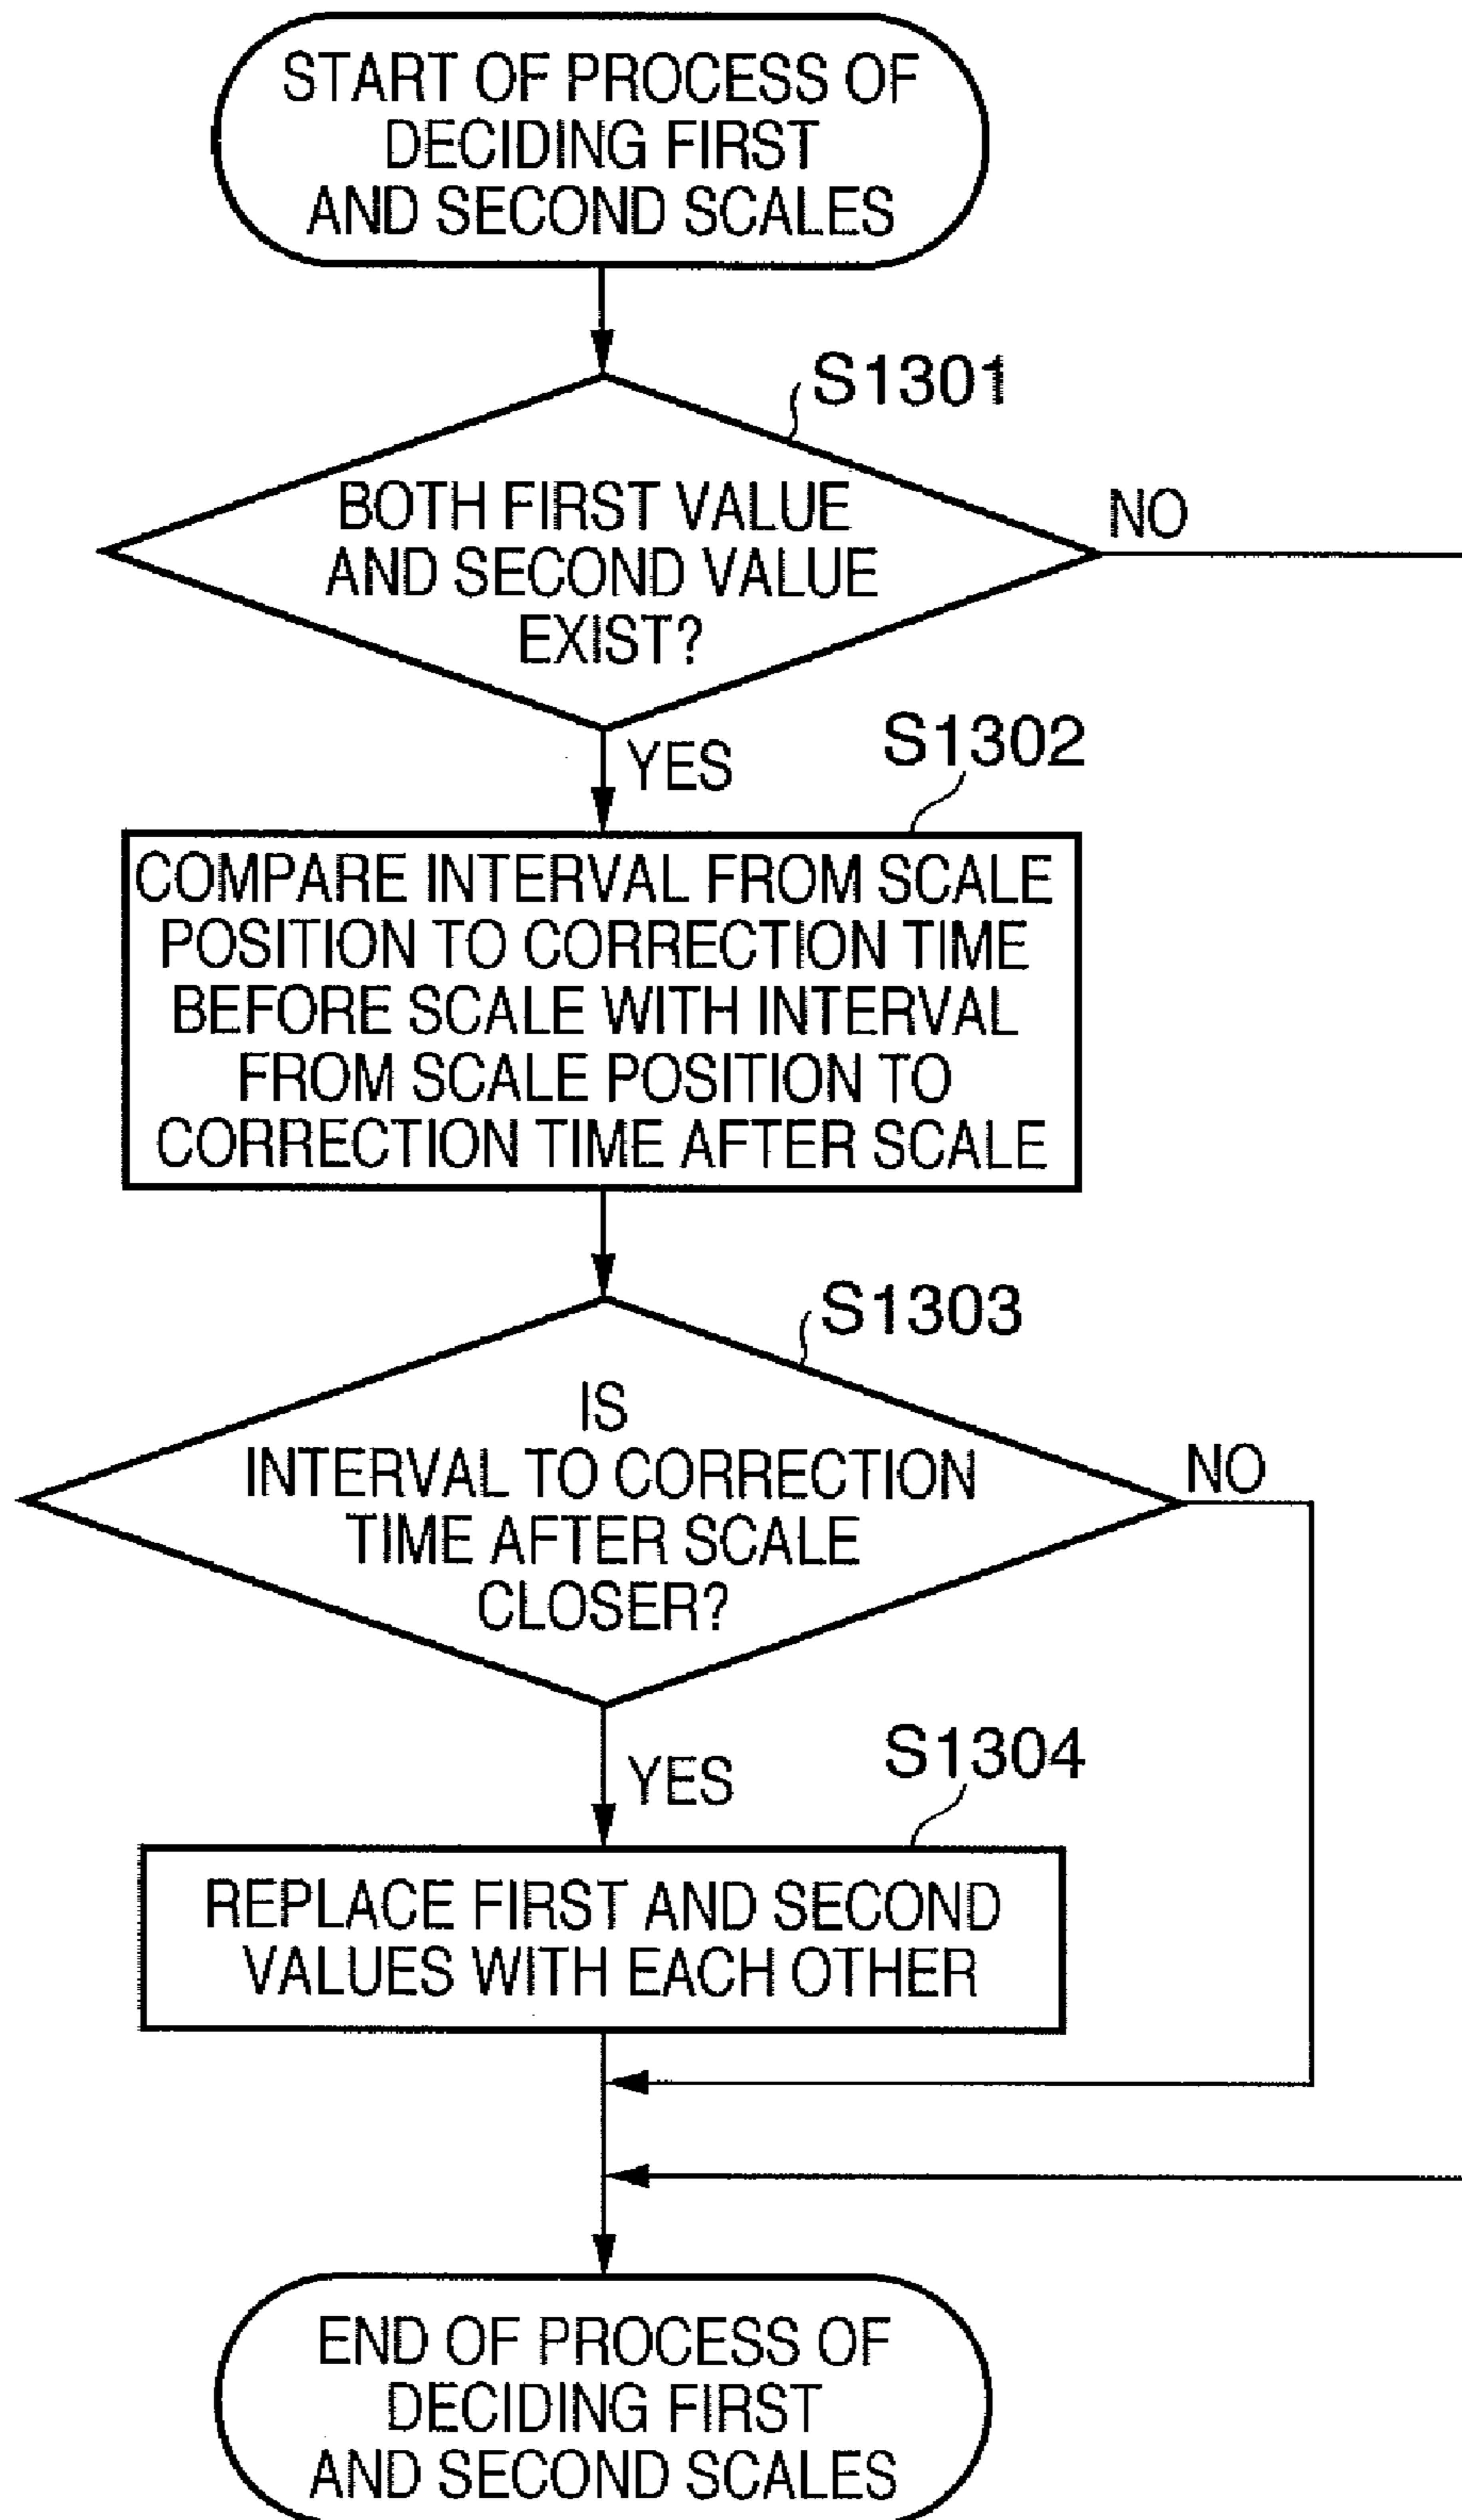 START OF PROCESS OF
DECIDING FIRST
AND SECOND SCALES
S1301
BOTH FIRST VALUE
AND SECOND VALUE
EXIST?
NO
YES
S1302
COMPARE INTERVAL FROM SCALE
POSITION TO CORRECTION TIME
BEFORE SCALE WITH INTERVAL
FROM SCALE POSITION TO
CORRECTION TIME AFTER SCALE
S1303
IS
INTERVAL TO CORRECTION
TIME AFTER SCALE
CLOSER?
NO
YES
S1304
REPLACE FIRST AND SECOND
VALUES WITH EACH OTHER
END OF PROCESS OF
DECIDING FIRST
AND SECOND SCALES